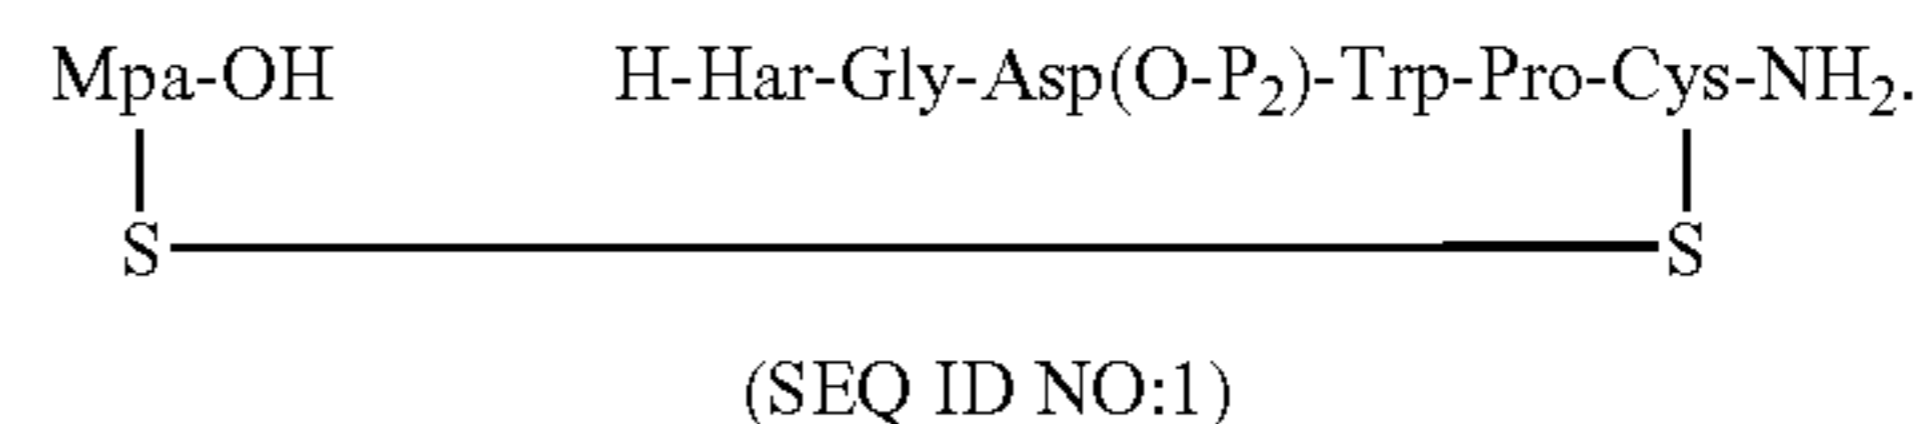 Mpa-OH H-Har-Gly-Asp(O-P₂)-Trp-Pro-Cys-NH₂.
S S
(SEQ ID NO:1)